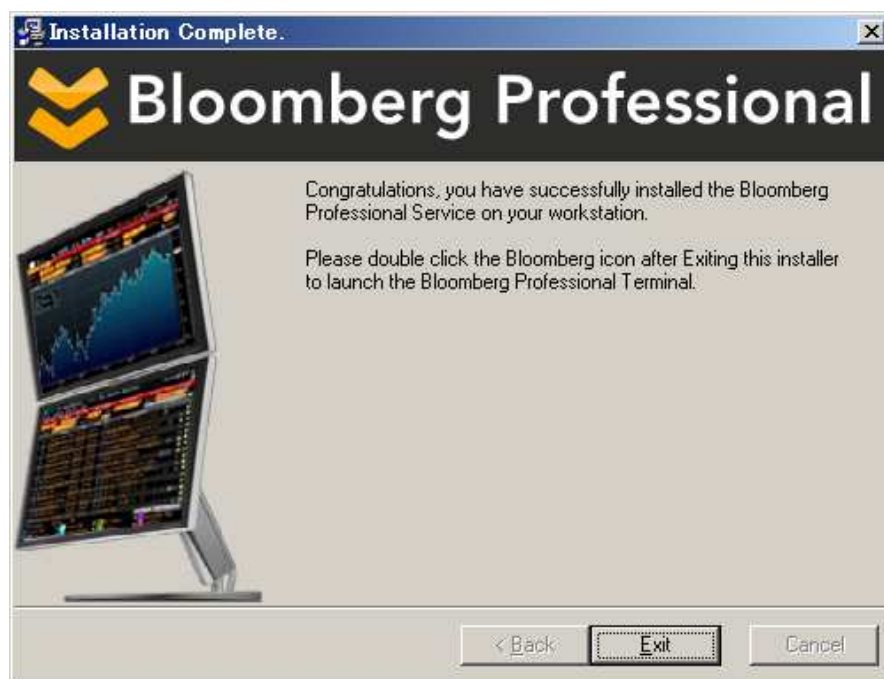 Installation Complete.
Bloomberg Professional
Congratulations, you have successfully installed the Bloomberg
Professional Service on your workstation.
Please double click the Bloomberg icon after Exiting this installer
to launch the Bloomberg Professional Terminal.
< Back
Exit
Cancel